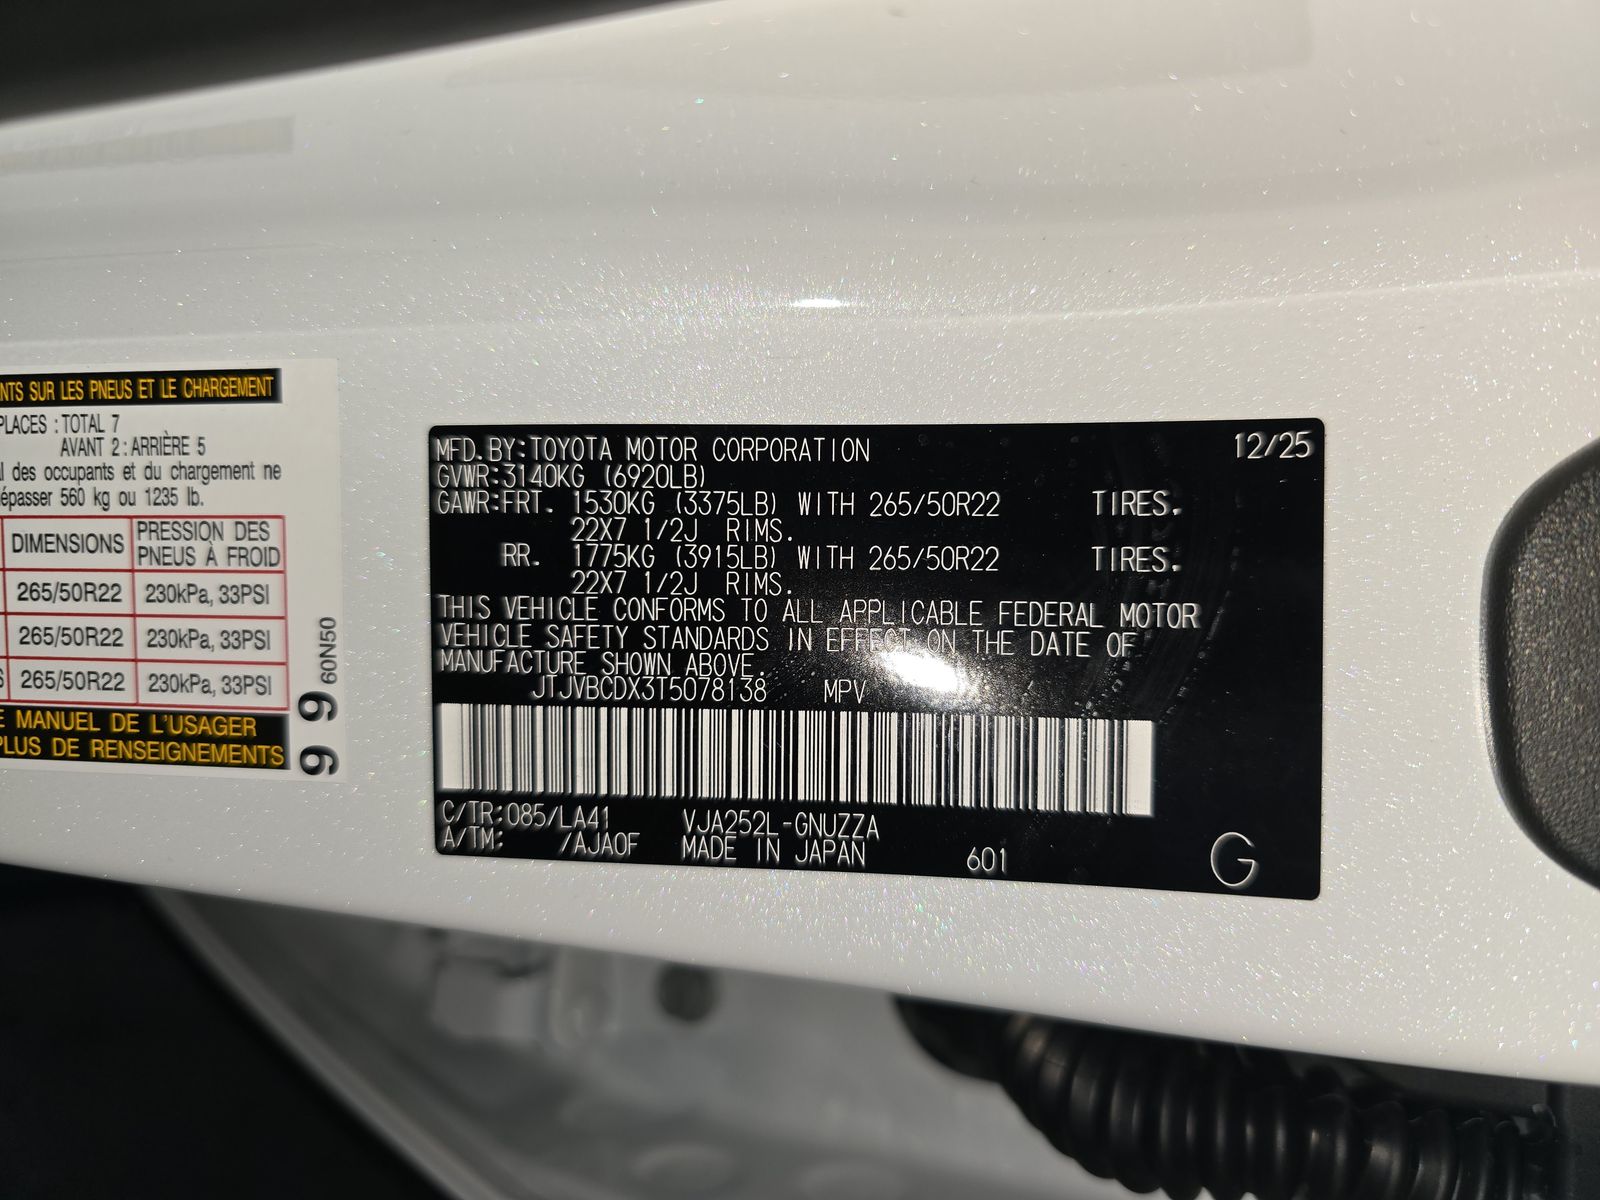 NTS SUR LES PNEUS ET LE CHARGEMENT
PLACES : TOTAL 7
AVANT 2 : ARRIÈRE 5
des occupants et du chargement ne
dépasser 560 kg ou 1235 lb.
DIMENSIONS PRESSION DES PNEUS À FROID
265/50R22 230kPa, 33PSI
265/50R22 230kPa, 33PSI
265/50R22 230kPa, 33PSI
MANUEL DE L'USAGER
PLUS DE RENSEIGNEMENTS
60N50
99
MFD.BY:TOYOTA MOTOR CORPORATION 12/25
GVWR:3140KG (6920LB)
GAWR:FRT. 1530KG (3375LB) WITH 265/50R22 TIRES.
22X7 1/2J RIMS.
RR. 1775KG (3915LB) WITH 265/50R22 TIRES.
22X7 1/2J RIMS.
THIS VEHICLE CONFORMS TO ALL APPLICABLE FEDERAL MOTOR
VEHICLE SAFETY STANDARDS IN EFFECT ON THE DATE OF
MANUFACTURE SHOWN ABOVE.
JTJVBCDX3T5078138 MPV
C/TR:085/LA41 VJA252L-GNUZZA
A/TM: /AJA0F MADE IN JAPAN 601 G